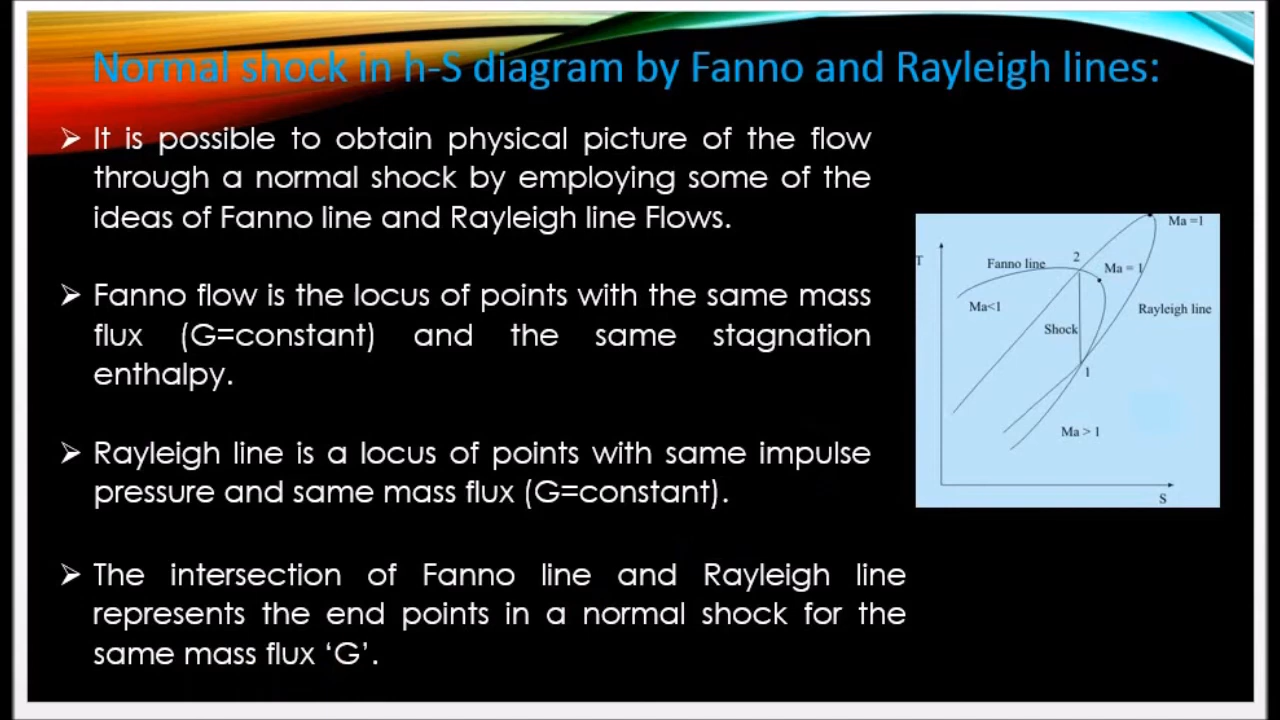 Normal shock in h-S diagram by Fanno and Rayleigh lines:
➤ It is possible to obtain physical picture of the flow
through a normal shock by employing some of the
ideas of Fanno line and Rayleigh line Flows.
➤ Fanno flow is the locus of points with the same mass
flux (G=constant) and the same stagnation
enthalpy.
➤ Rayleigh line is a locus of points with same impulse
pressure and same mass flux (G=constant).
➤ The intersection of Fanno line and Rayleigh line
represents the end points in a normal shock for the
same mass flux ‘G’.
Ma =1
T
Fanno line
2
Ma = 1
Ma<1
Rayleigh line
Shock
1
Ma > 1
S